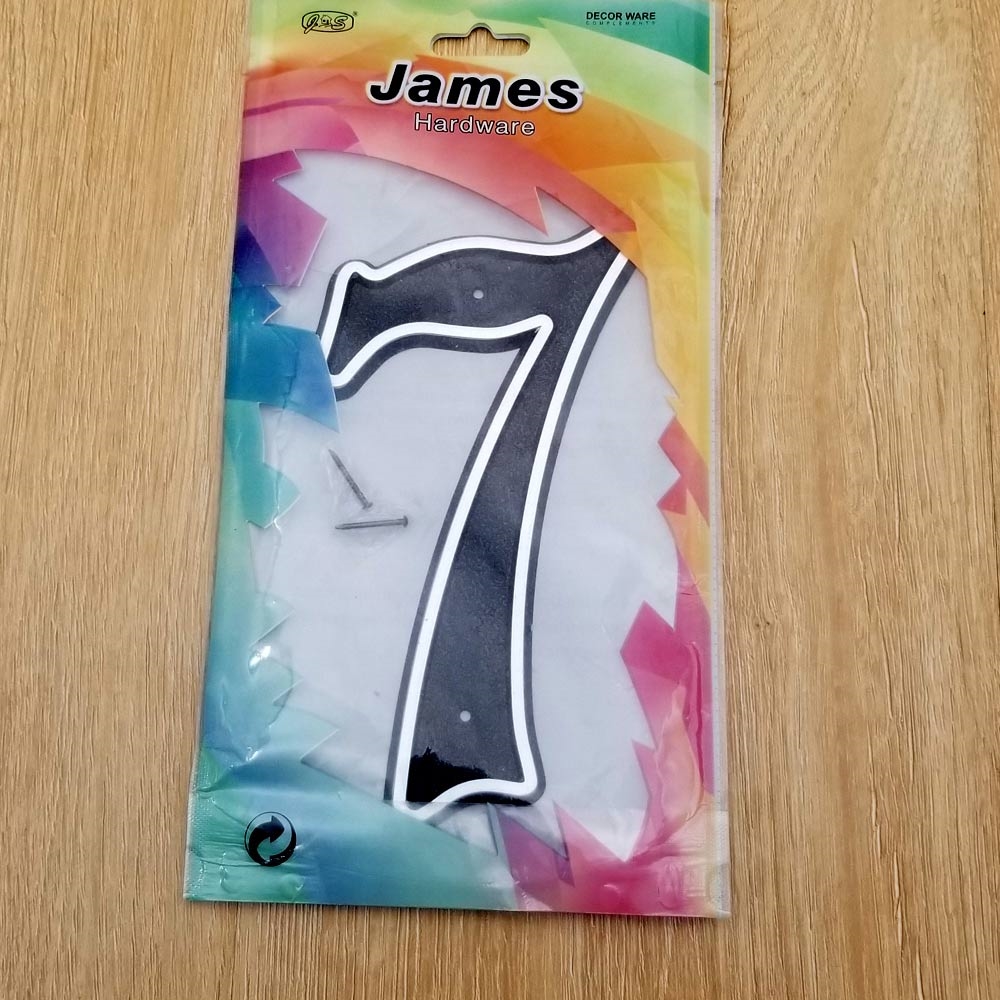 J&S®
DECOR WARE
COMPLEMENTS
James
Hardware
7